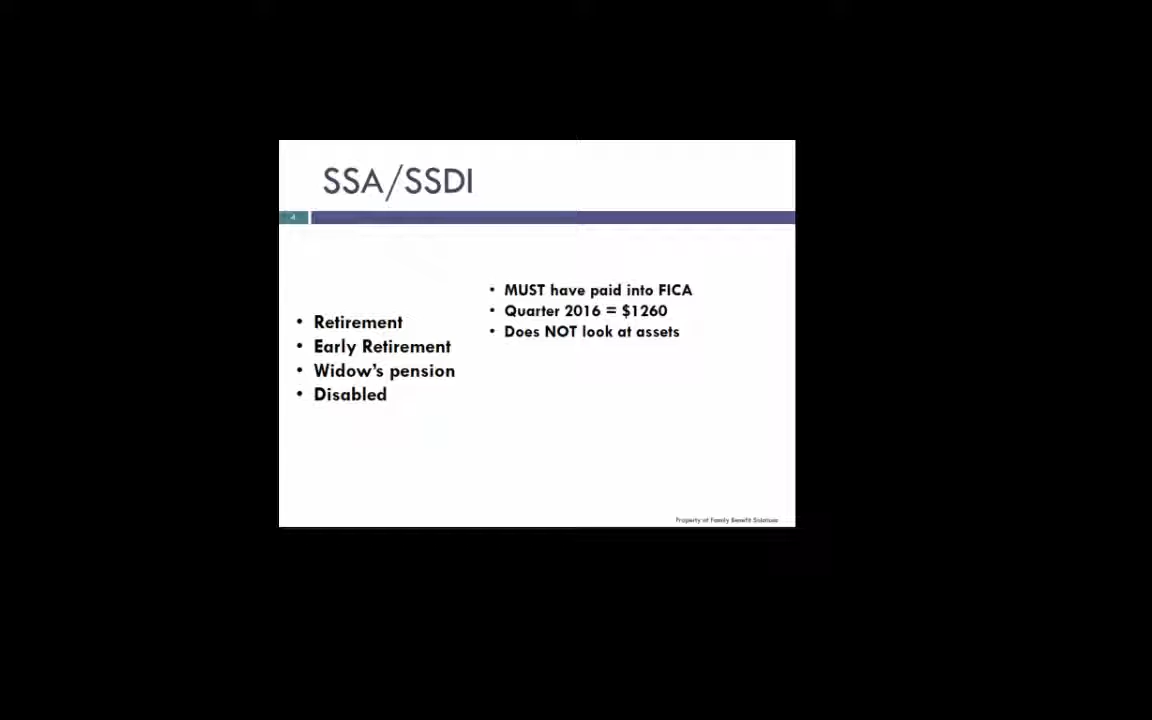 SSA/SSDI
4
• Retirement
• Early Retirement
• Widow's pension
• Disabled
• MUST have paid into FICA
• Quarter 2016 = $1260
• Does NOT look at assets
Property of Family Benefit Solutions